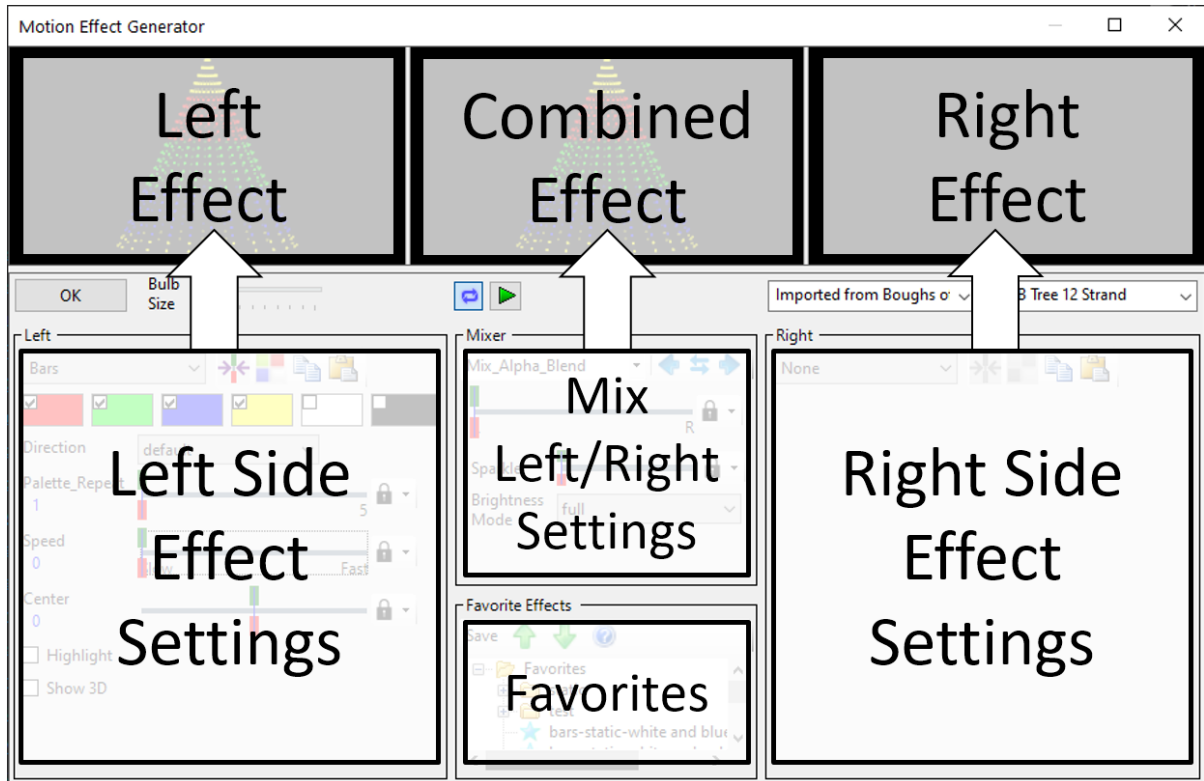 Motion Effect Generator
Left
Effect
Combined
Effect
Right
Effect
OK
Bulb
Size
Imported from Boughs o
B Tree 12 Strand
Left
Bars
Direction
default
Palette_Repeat
1
5
Speed
0
Slow
Fast
Center
0
Highlight
Show 3D
Left Side
Effect
Settings
Mixer
Mix_Alpha_Blend
R
Sparkle
Brightness
Mode
full
Mix
Left/Right
Settings
Favorite Effects
Save
Favorites
test
bars-static-white and blue
Favorites
Right
None
Right Side
Effect
Settings